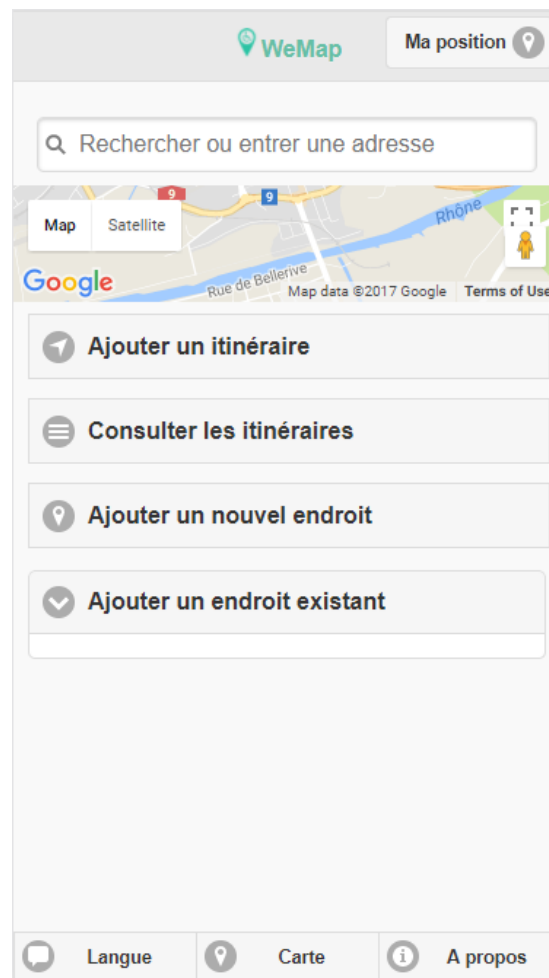 WeMap
Ma position
Rechercher ou entrer une adresse
9
9
Rhône
Map
Satellite
Google
Rue de Bellerive
Map data ©2017 Google
Terms of Use
Ajouter un itinéraire
Consulter les itinéraires
Ajouter un nouvel endroit
Ajouter un endroit existant
Langue
Carte
A propos